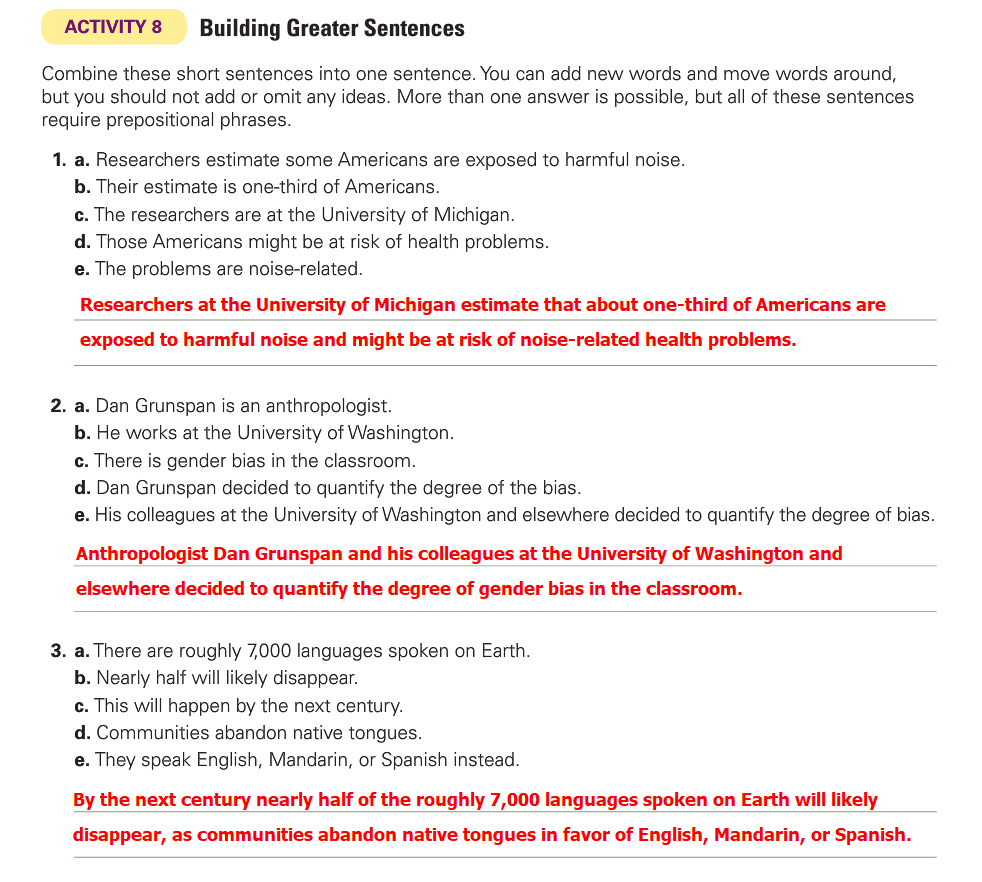 ACTIVITY 8 Building Greater Sentences
Combine these short sentences into one sentence. You can add new words and move words around,
but you should not add or omit any ideas. More than one answer is possible, but all of these sentences
require prepositional phrases.
1. a. Researchers estimate some Americans are exposed to harmful noise.
b. Their estimate is one-third of Americans.
c. The researchers are at the University of Michigan.
d. Those Americans might be at risk of health problems.
e. The problems are noise-related.
Researchers at the University of Michigan estimate that about one-third of Americans are
exposed to harmful noise and might be at risk of noise-related health problems.
2. a. Dan Grunspan is an anthropologist.
b. He works at the University of Washington.
c. There is gender bias in the classroom.
d. Dan Grunspan decided to quantify the degree of the bias.
e. His colleagues at the University of Washington and elsewhere decided to quantify the degree of bias.
Anthropologist Dan Grunspan and his colleagues at the University of Washington and
elsewhere decided to quantify the degree of gender bias in the classroom.
3. a. There are roughly 7,000 languages spoken on Earth.
b. Nearly half will likely disappear.
c. This will happen by the next century.
d. Communities abandon native tongues.
e. They speak English, Mandarin, or Spanish instead.
By the next century nearly half of the roughly 7,000 languages spoken on Earth will likely
disappear, as communities abandon native tongues in favor of English, Mandarin, or Spanish.